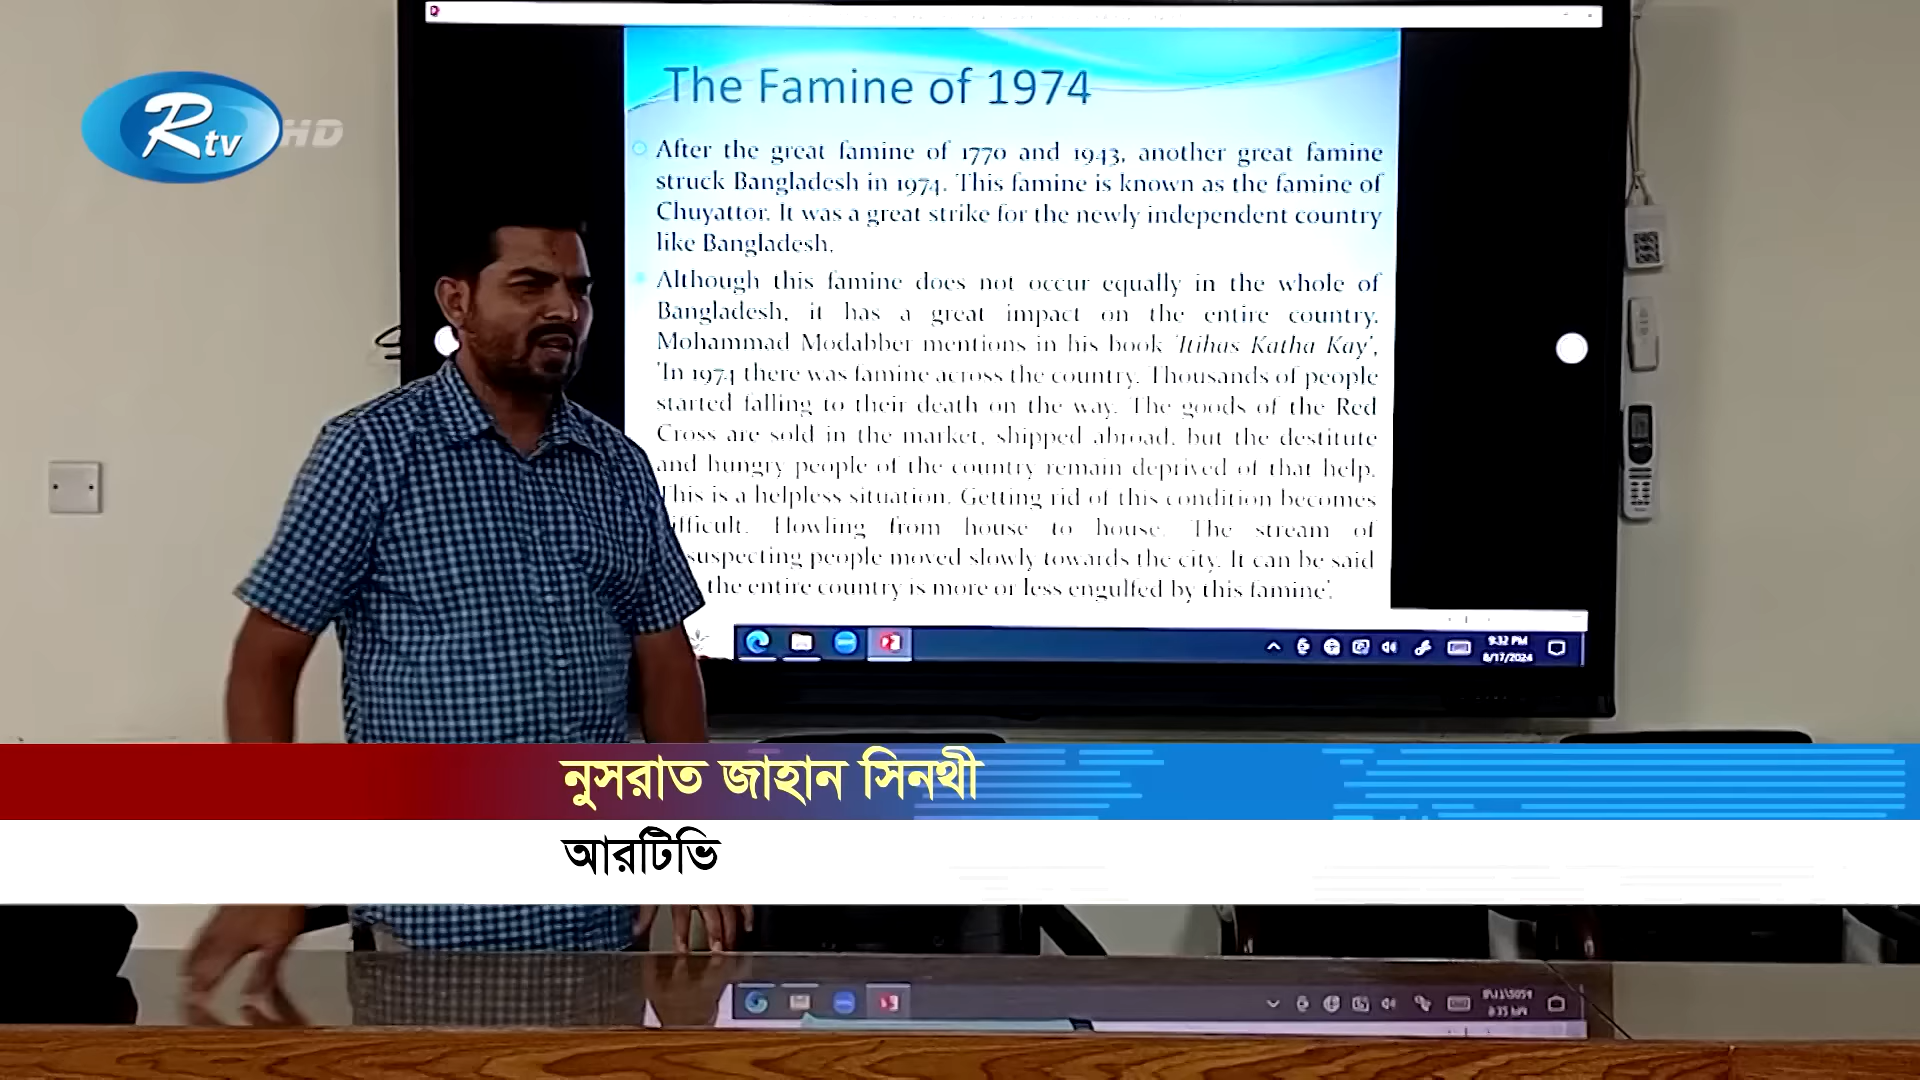 Rtv HD
The Famine of 1974
After the great famine of 1770 and 1943, another great famine
struck Bangladesh in 1974. This famine is known as the famine of
Chuyattor. It was a great strike for the newly independent country
like Bangladesh.
Although this famine does not occur equally in the whole of
Bangladesh, it has a great impact on the entire country.
Mohammad Modabber mentions in his book 'Itihas Katha Kay',
'In 1974 there was famine across the country. Thousands of people
started falling to their death on the way. The goods of the Red
Cross are sold in the market, shipped abroad, but the destitute
and hungry people of the country remain deprived of that help.
This is a helpless situation. Getting rid of this condition becomes
ifficult. Howling from house to house. The stream of
suspecting people moved slowly towards the city. It can be said
the entire country is more or less engulfed by this famine'.
9:32 PM
8/17/2024
নুসরাত জাহান সিনথী
আরটিভি